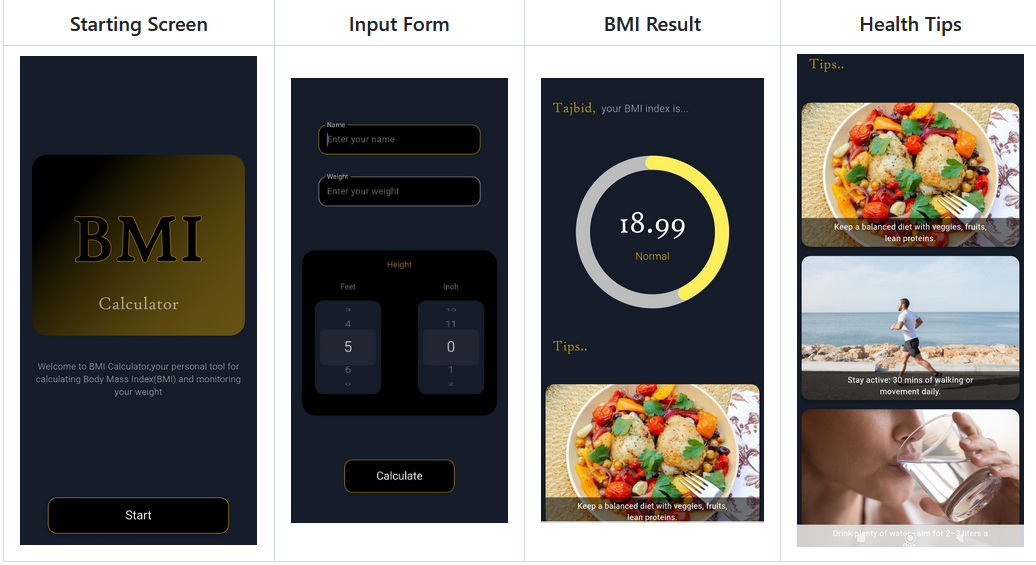 Starting Screen
Input Form
BMI Result
Health Tips
BMI
Calculator
Welcome to BMI Calculator,your personal tool for
calculating Body Mass Index(BMI) and monitoring
your weight
Start
Name
Enter your name
Weight
Enter your weight
Height
Feet
Inch
3
10
4
11
5
0
6
1
2
Calculate
Tajbid, your BMI index is...
18.99
Normal
Tips..
Keep a balanced diet with veggies, fruits,
lean proteins.
Tips..
Keep a balanced diet with veggies, fruits,
lean proteins.
Stay active: 30 mins of walking or
movement daily.
Drink plenty of water - aim for 2-3 liters a